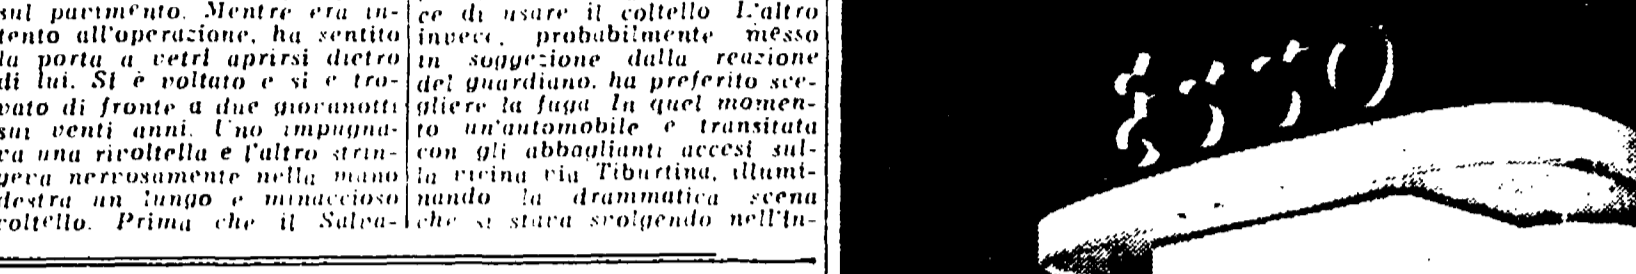 sul pavimento. Mentre era in-
tento all'operazione, ha sentito
la porta a vetri aprirsi dietro
di lui. Si è voltato e si è tro-
vato di fronte a due giovanotti
sui venti anni. Uno impugna-
va una rivoltella e l'altro strin-
geva nervosamente nella mano
destra un lungo e minaccioso
coltello. Prima che il Salva-
ce di usare il coltello L'altro
invece, probabilmente messo
in soggezione dalla reazione
del guardiano, ha preferito sce-
gliere la fuga In quel momen-
to un'automobile è transitata
con gli abbaglianti accesi sul-
la vicina via Tiburtina, illumi-
nando la drammatica scena
che si stava svolgendo nell'in-